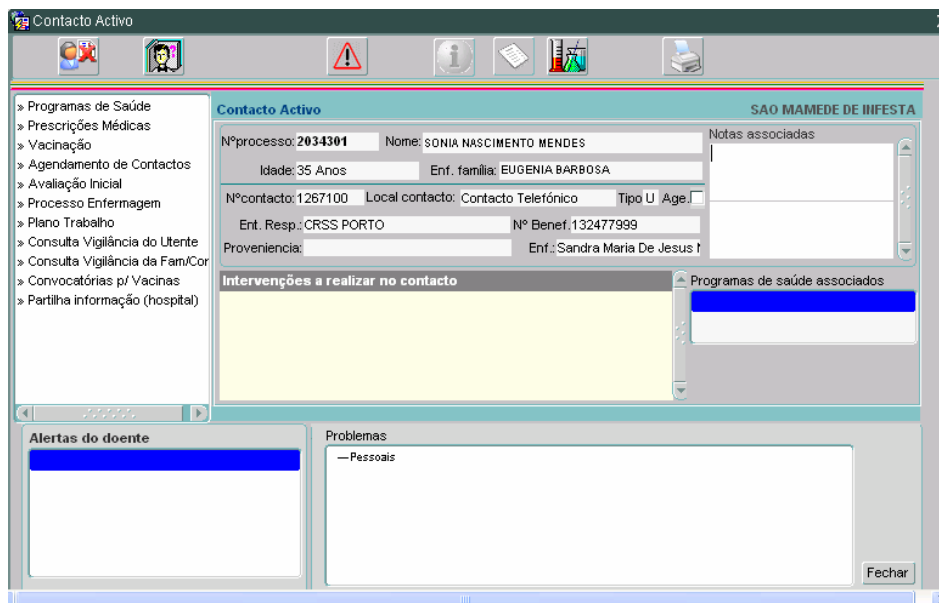 Contacto Activo
» Programas de Saúde
» Prescrições Médicas
» Vacinação
» Agendamento de Contactos
» Avaliação Inicial
» Processo Enfermagem
» Plano Trabalho
» Consulta Vigilância do Utente
» Consulta Vigilância da Fam/Cor
» Convocatórias p/ Vacinas
» Partilha informação (hospital)
Contacto Activo SAO MAMEDE DE INFESTA
Nºprocesso: 2034301 Nome: SONIA NASCIMENTO MENDES
Idade: 35 Anos Enf. família: EUGENIA BARBOSA
Nºcontacto: 1267100 Local contacto: Contacto Telefónico Tipo U Age.
Ent. Resp.: CRSS PORTO Nº Benef. 132477999
Proveniencia: Enf.: Sandra Maria De Jesus
Notas associadas
Intervenções a realizar no contacto
Programas de saúde associados
Alertas do doente
Problemas
—Pessoais
Fechar